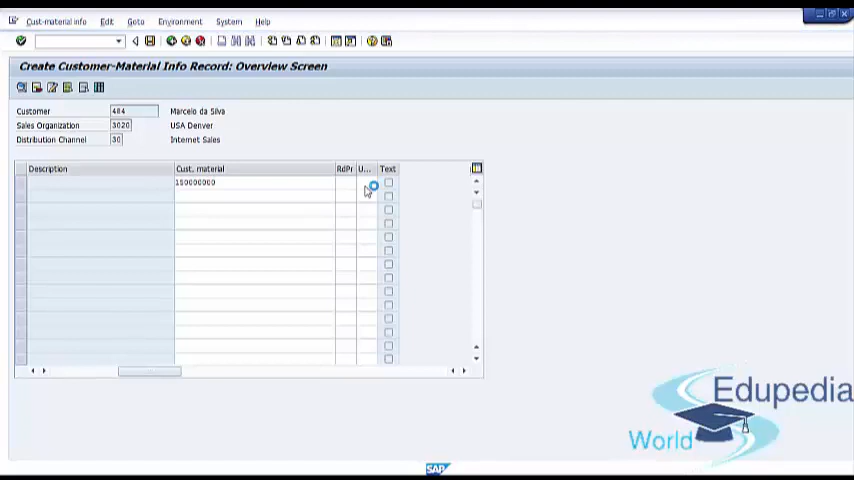 Cust-material info Edit Goto Environment System Help
Create Customer-Material Info Record: Overview Screen
Customer 484 Marcelo da Silva
Sales Organization 3020 USA Denver
Distribution Channel 30 Internet Sales
Description Cust. material RdPr U... Text
150000000
Edupedia
World
SAP